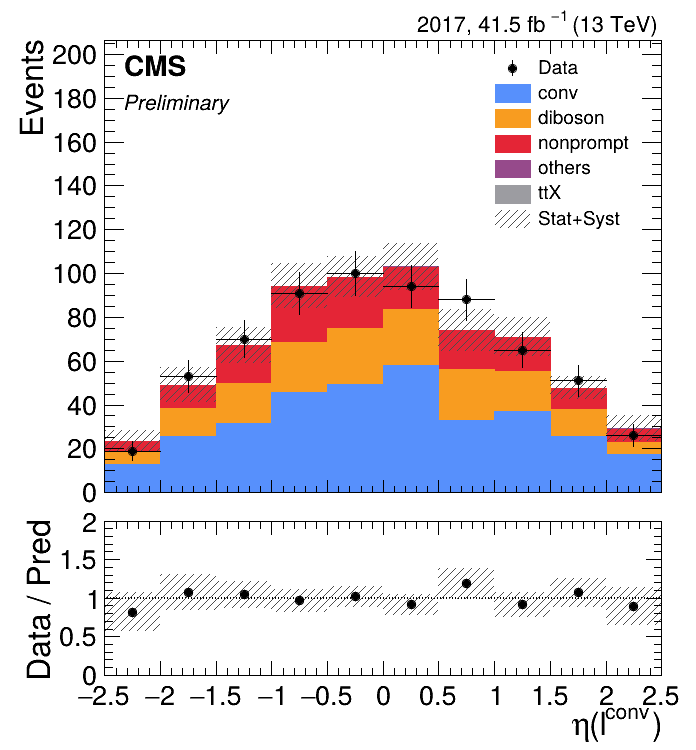 2017, 41.5 fb⁻¹ (13 TeV)
Events
CMS
Preliminary
Data
conv
diboson
nonprompt
others
ttX
Stat+Syst
200
180
160
140
120
100
80
60
40
20
0
Data / Pred
2
1.5
1
0.5
0
−2.5 −2 −1.5 −1 −0.5 0 0.5 1 1.5 2 2.5
η(l^conv)